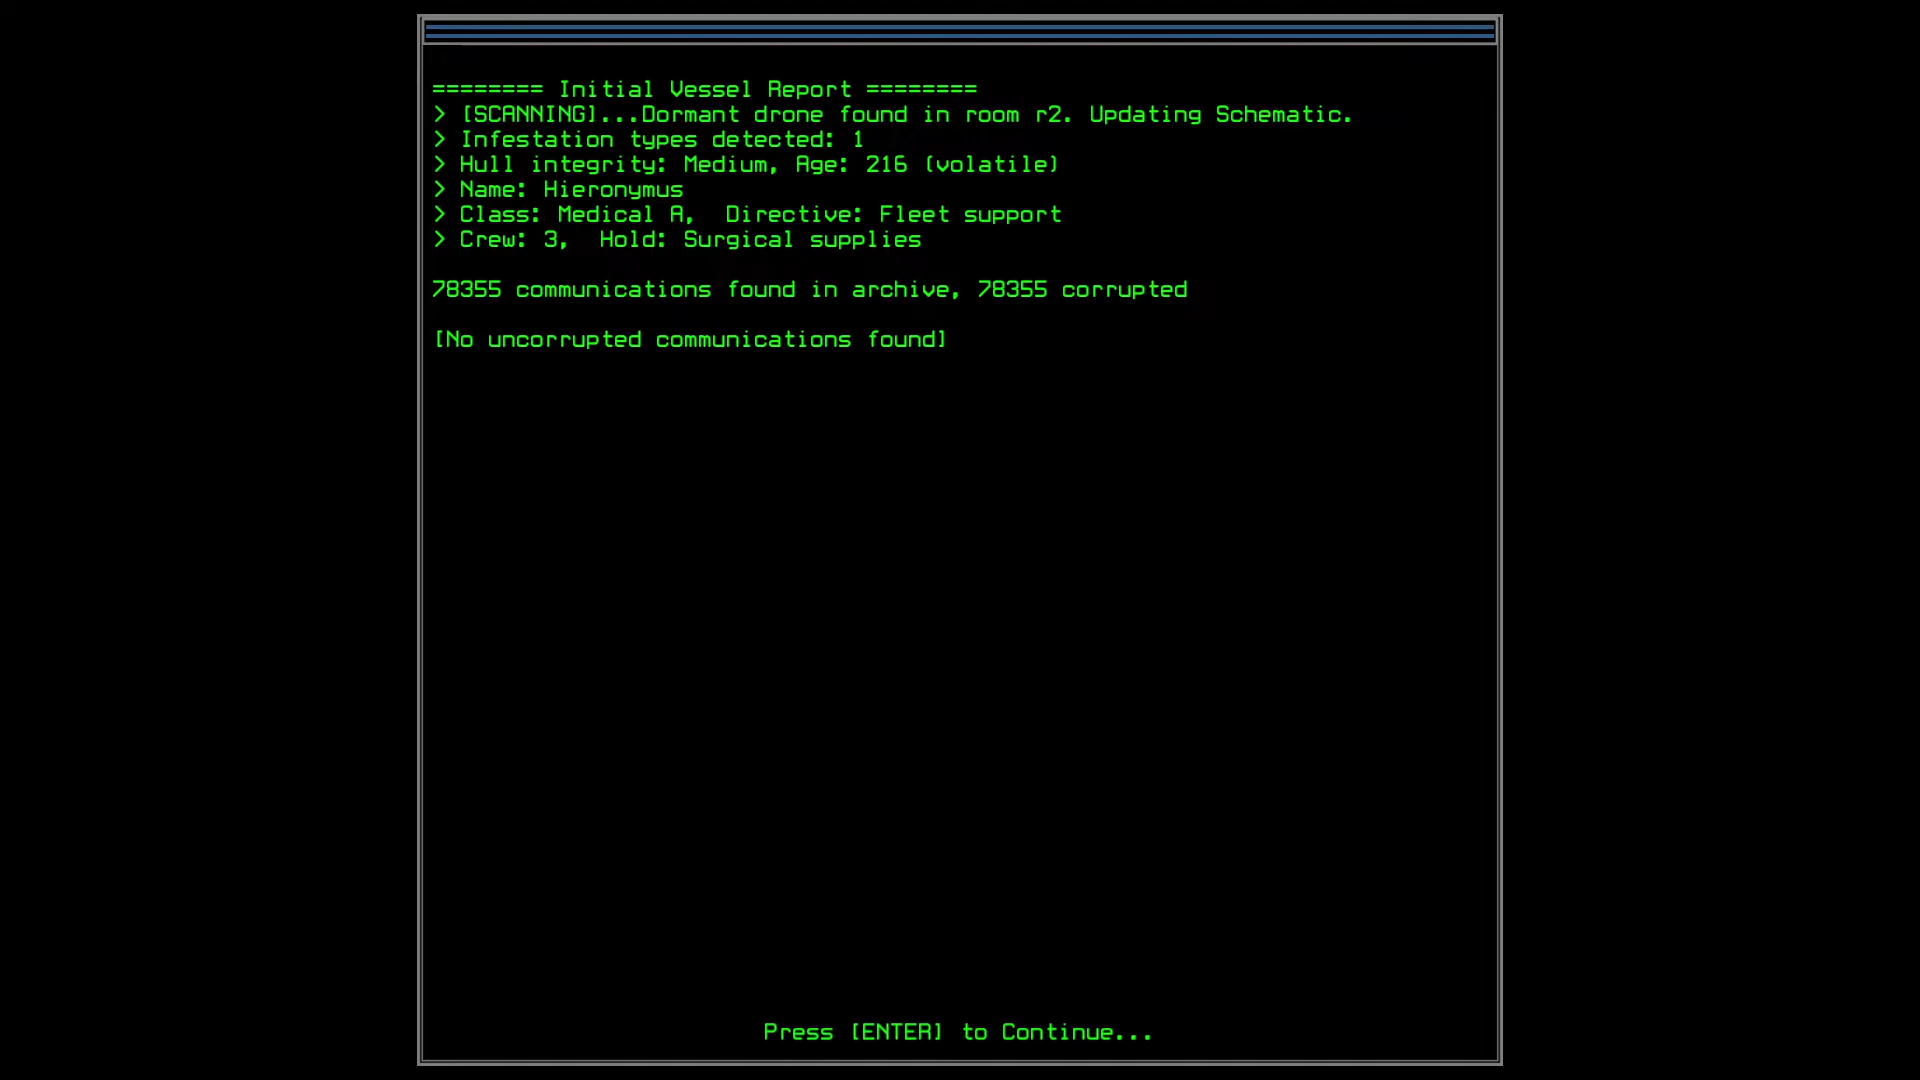 ======== Initial Vessel Report ========
> [SCANNING]...Dormant drone found in room r2. Updating Schematic.
> Infestation types detected: 1
> Hull integrity: Medium, Age: 216 (volatile)
> Name: Hieronymus
> Class: Medical A,  Directive: Fleet support
> Crew: 3,  Hold: Surgical supplies
78355 communications found in archive, 78355 corrupted
[No uncorrupted communications found]
Press [ENTER] to Continue...